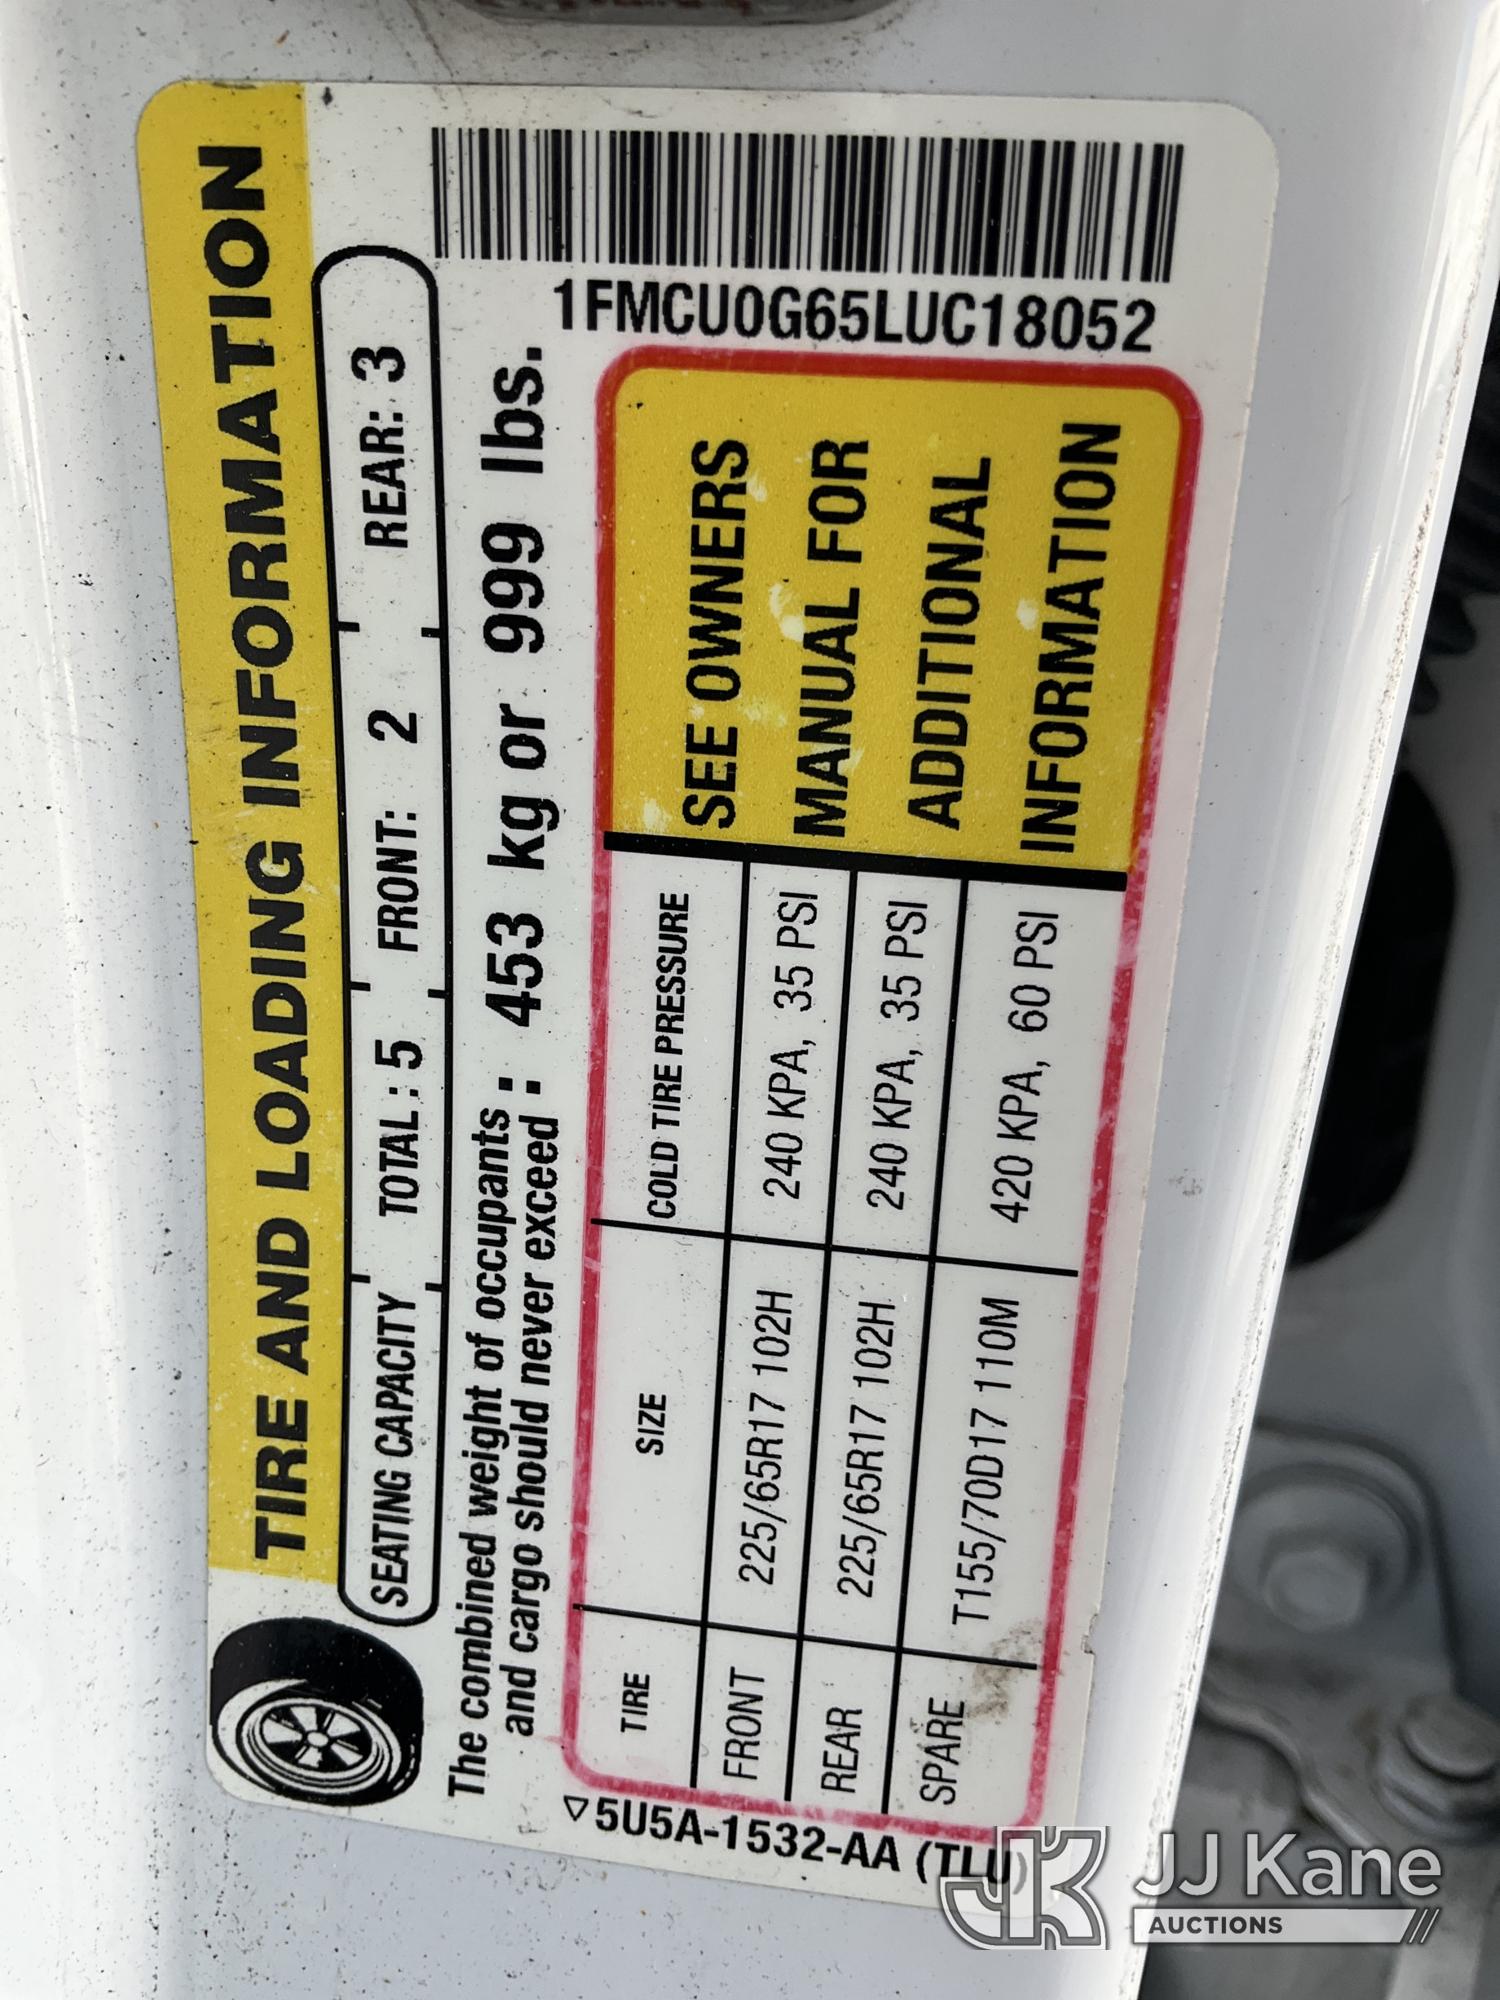 TIRE AND LOADING INFORMATION
SEATING CAPACITY TOTAL : 5 FRONT: 2 REAR: 3
The combined weight of occupants
and cargo should never exceed : 453 kg or 999 lbs.
TIRE SIZE COLD TIRE PRESSURE
FRONT 225/65R17 102H 240 KPA, 35 PSI
REAR 225/65R17 102H 240 KPA, 35 PSI
SPARE T155/70D17 110M 420 KPA, 60 PSI
SEE OWNERS
MANUAL FOR
ADDITIONAL
INFORMATION
1FMCU0G65LUC18052
5U5A-1532-AA (TLU)
JK
JJ Kane
AUCTIONS